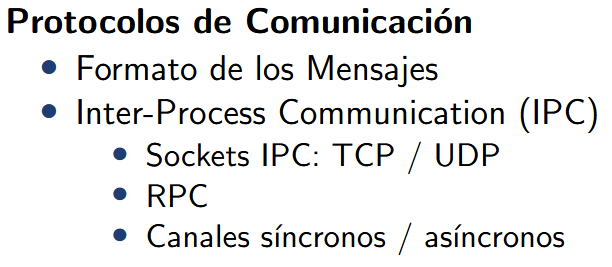 Protocolos de Comunicación
• Formato de los Mensajes
• Inter-Process Communication (IPC)
• Sockets IPC: TCP / UDP
• RPC
• Canales síncronos / asíncronos